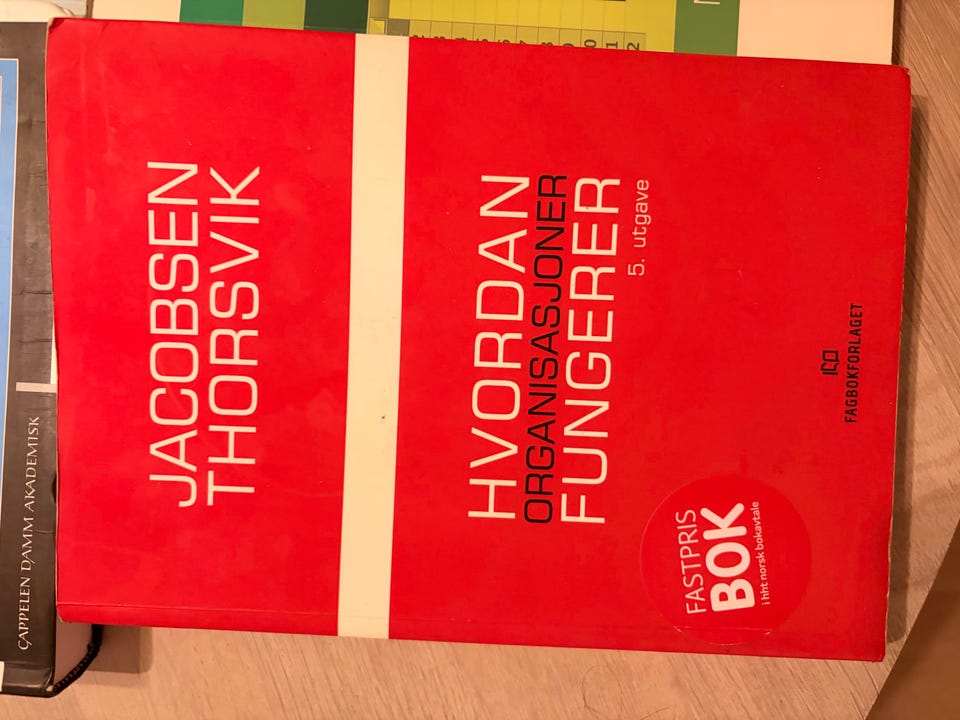 JACOBSEN
THORSVIK
HVORDAN
ORGANISASJONER
FUNGERER
5. utgave
FASTPRIS
BOK
i hht norsk bokavtale
FAGBOKFORLAGET
CAPPELEN DAMM AKADEMISK